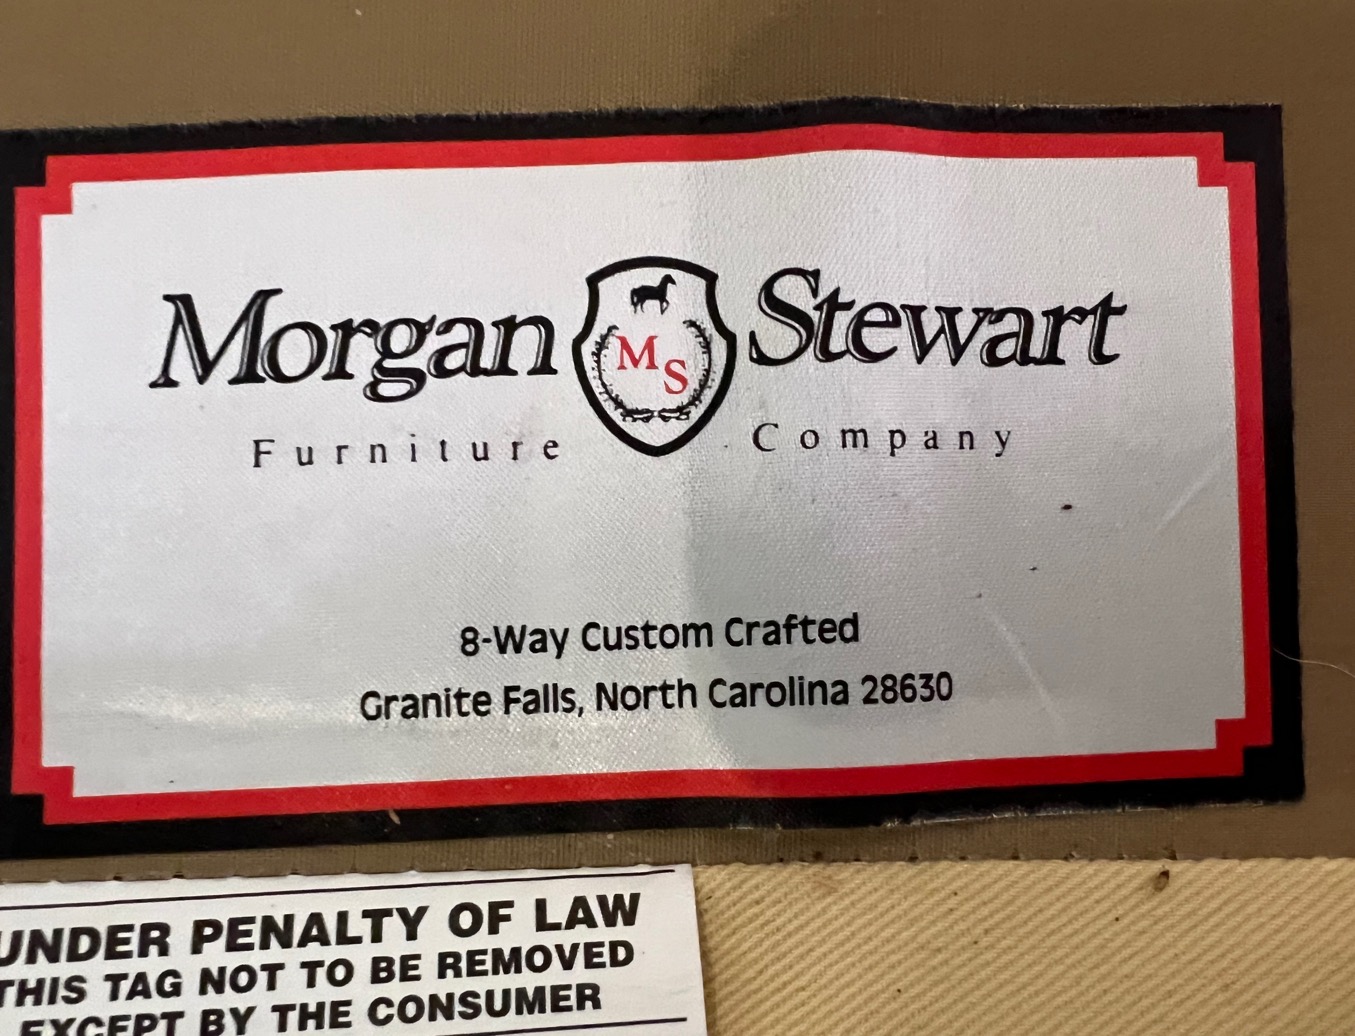 Morgan Stewart
M
S
Furniture Company
8-Way Custom Crafted
Granite Falls, North Carolina 28630
UNDER PENALTY OF LAW
THIS TAG NOT TO BE REMOVED
EXCEPT BY THE CONSUMER